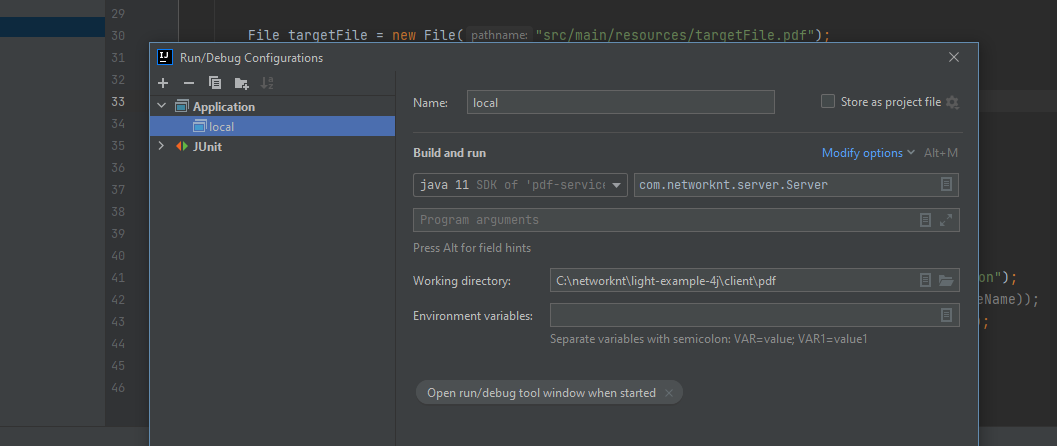 29
30 File targetFile = new File( pathname: "src/main/resources/targetFile.pdf");
31
Run/Debug Configurations
32
33
34
35
36
37
38
39
40
41
42
43
44
45
46
Application
local
JUnit
Name: local
Store as project file
Build and run
Modify options Alt+M
java 11 SDK of 'pdf-service
com.networknt.server.Server
Program arguments
Press Alt for field hints
Working directory: C:\networknt\light-example-4j\client\pdf
Environment variables:
Separate variables with semicolon: VAR=value; VAR1=value1
Open run/debug tool window when started
on");
eName));
);